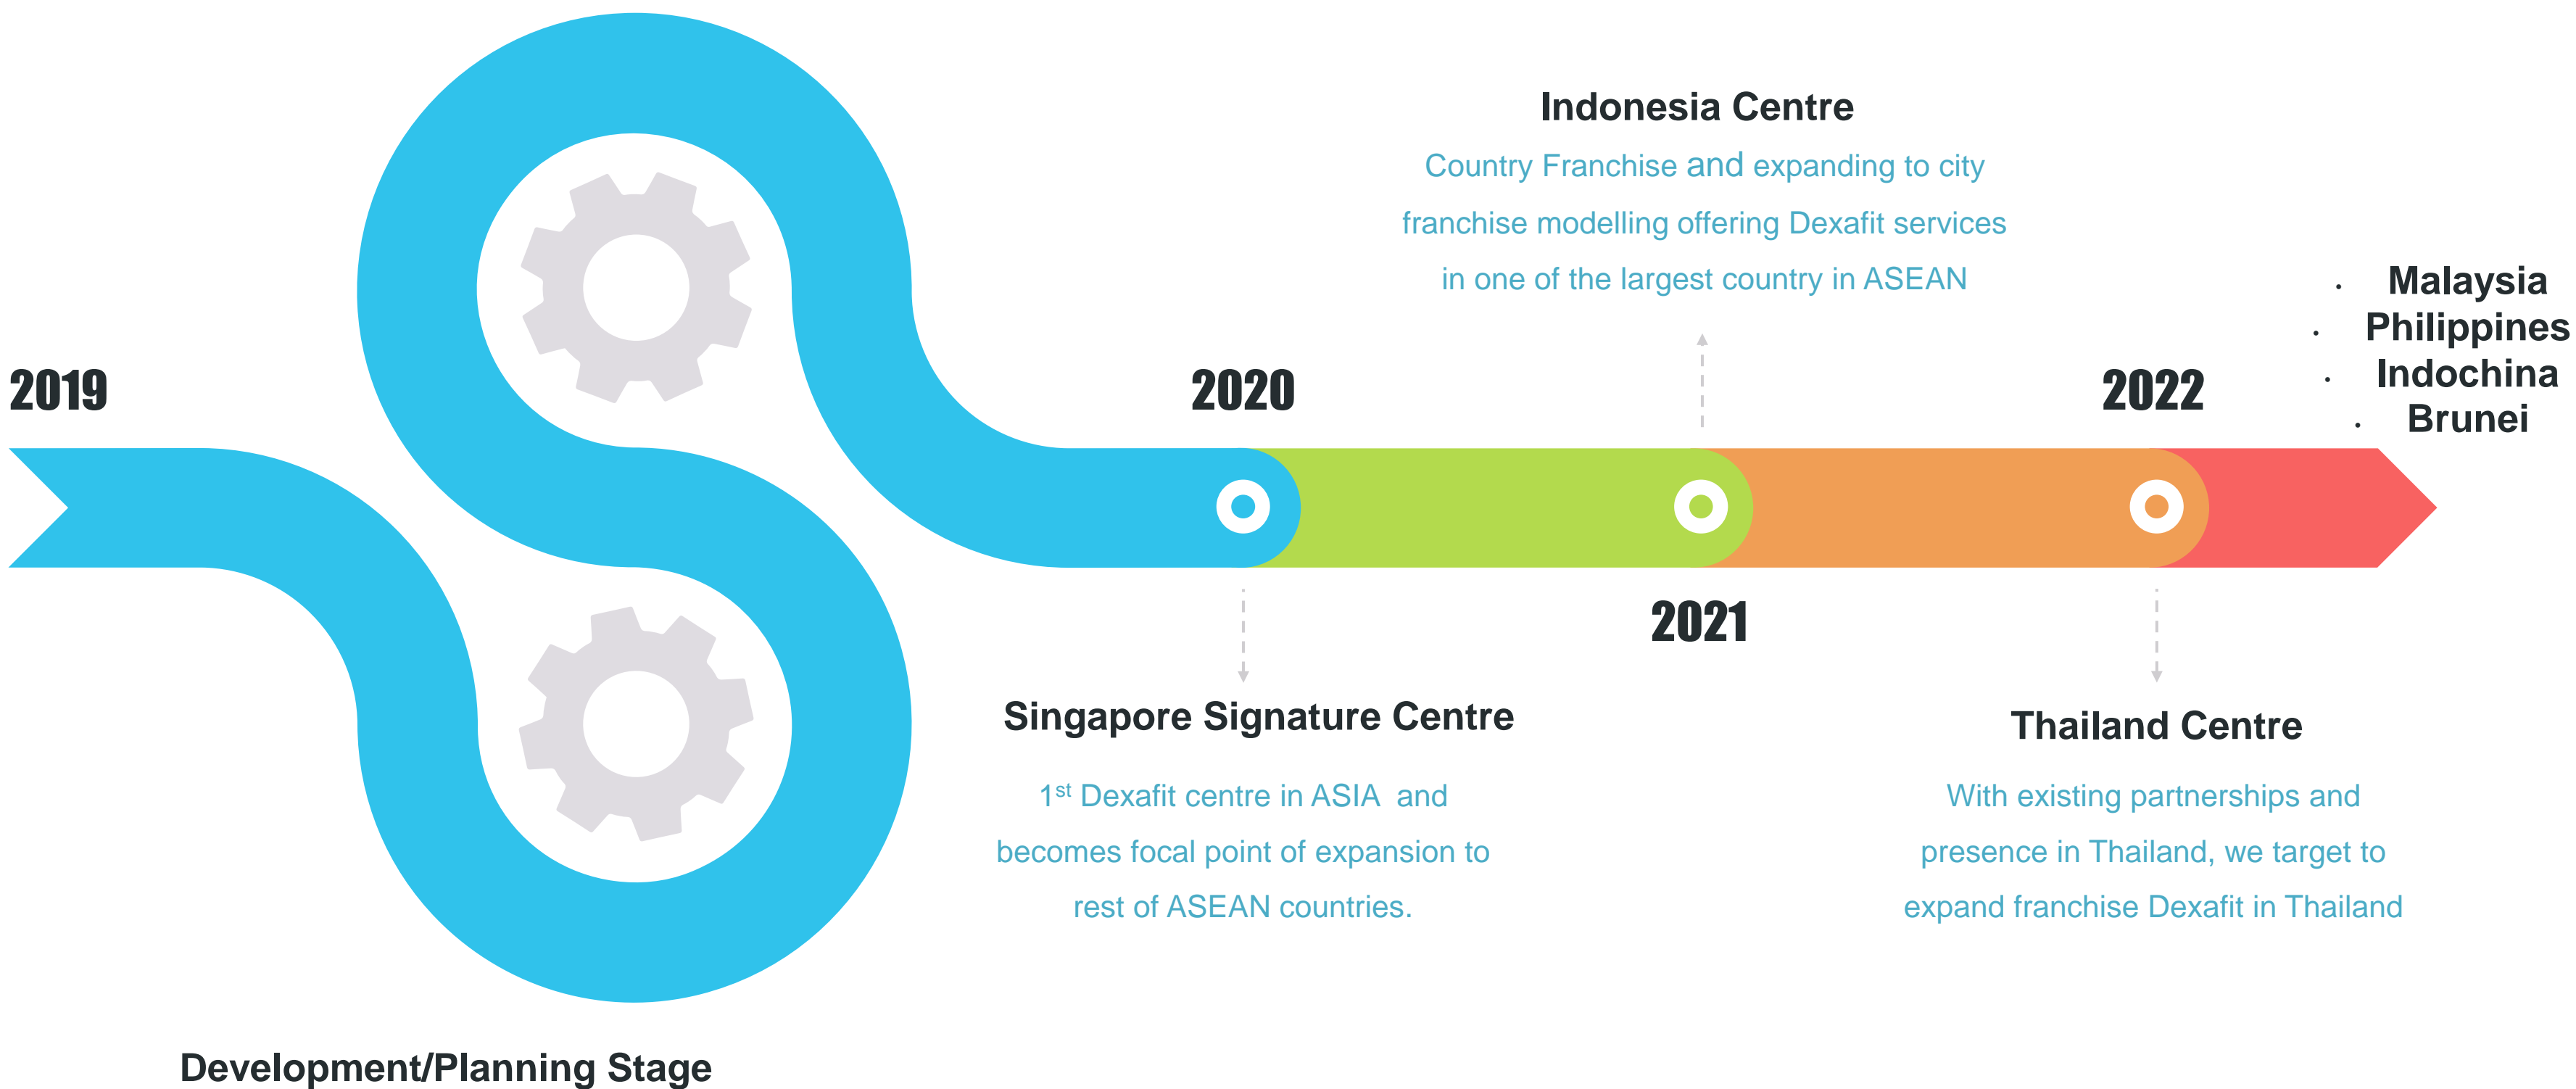 2019
Development/Planning Stage
2020
Singapore Signature Centre
1st Dexafit centre in ASIA and
becomes focal point of expansion to
rest of ASEAN countries.
Indonesia Centre
Country Franchise and expanding to city
franchise modelling offering Dexafit services
in one of the largest country in ASEAN
2021
2022
Thailand Centre
With existing partnerships and
presence in Thailand, we target to
expand franchise Dexafit in Thailand
· Malaysia
· Philippines
· Indochina
· Brunei